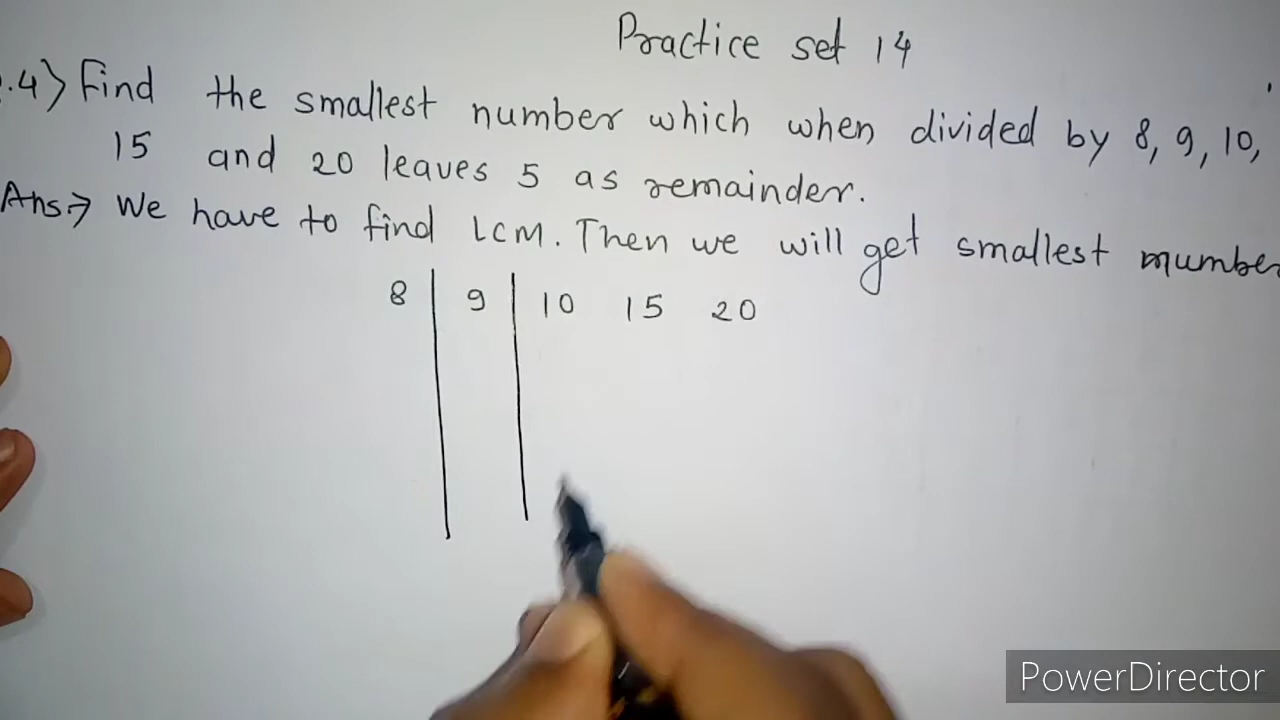 Practice set 14
.4) Find the smallest number which when divided by 8, 9, 10,
15 and 20 leaves 5 as remainder.
Ans:→ We have to find LCM. Then we will get smallest number
8 9 10 15 20
PowerDirector